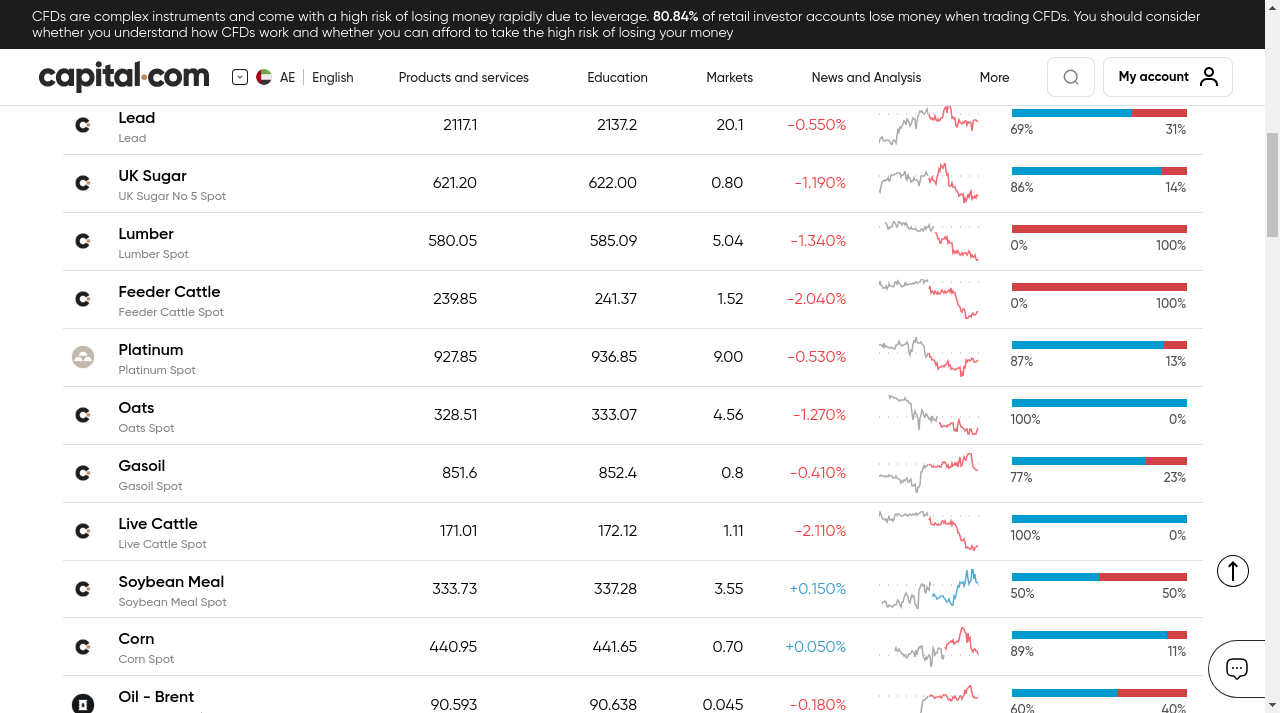 CFDs are complex instruments and come with a high risk of losing money rapidly due to leverage. 80.84% of retail investor accounts lose money when trading CFDs. You should consider
whether you understand how CFDs work and whether you can afford to take the high risk of losing your money
capital.com AE English Products and services Education Markets News and Analysis More My account
Lead 2117.1 2137.2 20.1 -0.550% 69% 31%
Lead
UK Sugar 621.20 622.00 0.80 -1.190% 86% 14%
UK Sugar No 5 Spot
Lumber 580.05 585.09 5.04 -1.340% 0% 100%
Lumber Spot
Feeder Cattle 239.85 241.37 1.52 -2.040% 0% 100%
Feeder Cattle Spot
Platinum 927.85 936.85 9.00 -0.530% 87% 13%
Platinum Spot
Oats 328.51 333.07 4.56 -1.270% 100% 0%
Oats Spot
Gasoil 851.6 852.4 0.8 -0.410% 77% 23%
Gasoil Spot
Live Cattle 171.01 172.12 1.11 -2.110% 100% 0%
Live Cattle Spot
Soybean Meal 333.73 337.28 3.55 +0.150% 50% 50%
Soybean Meal Spot
Corn 440.95 441.65 0.70 +0.050% 89% 11%
Corn Spot
Oil - Brent 90.593 90.638 0.045 -0.180% 60% 40%